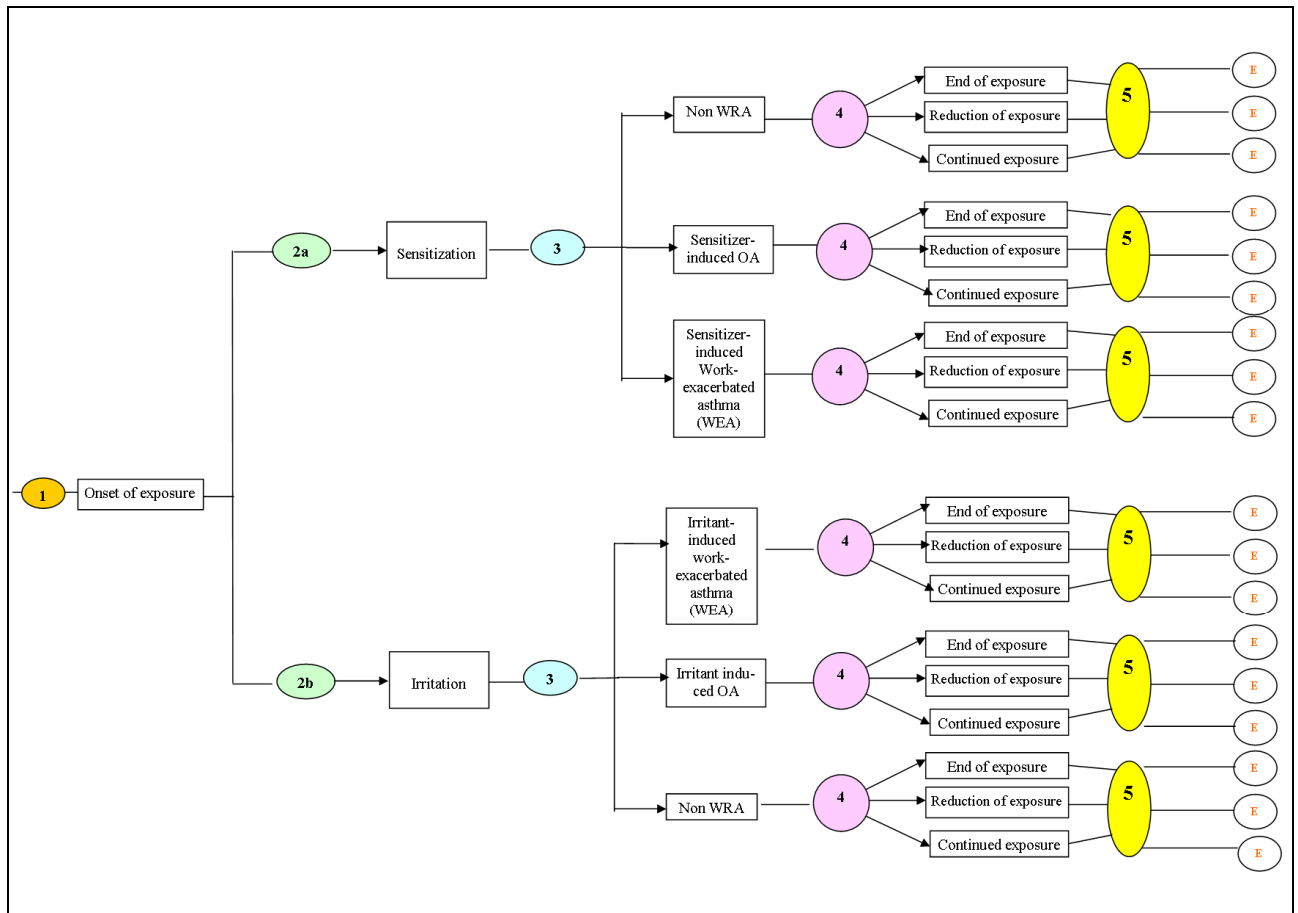 1
Onset of exposure
2a
Sensitization
3
Non WRA
4
End of exposure
Reduction of exposure
Continued exposure
5
E
E
E
Sensitizer-
induced OA
4
End of exposure
Reduction of exposure
Continued exposure
5
E
E
E
Sensitizer-
induced
Work-
exacerbated
asthma
(WEA)
4
End of exposure
Reduction of exposure
Continued exposure
5
E
E
E
2b
Irritation
3
Irritant-
induced
work-
exacerbated
asthma
(WEA)
4
End of exposure
Reduction of exposure
Continued exposure
5
E
E
E
Irritant indu-
ced OA
4
End of exposure
Reduction of exposure
Continued exposure
5
E
E
E
Non WRA
4
End of exposure
Reduction of exposure
Continued exposure
5
E
E
E